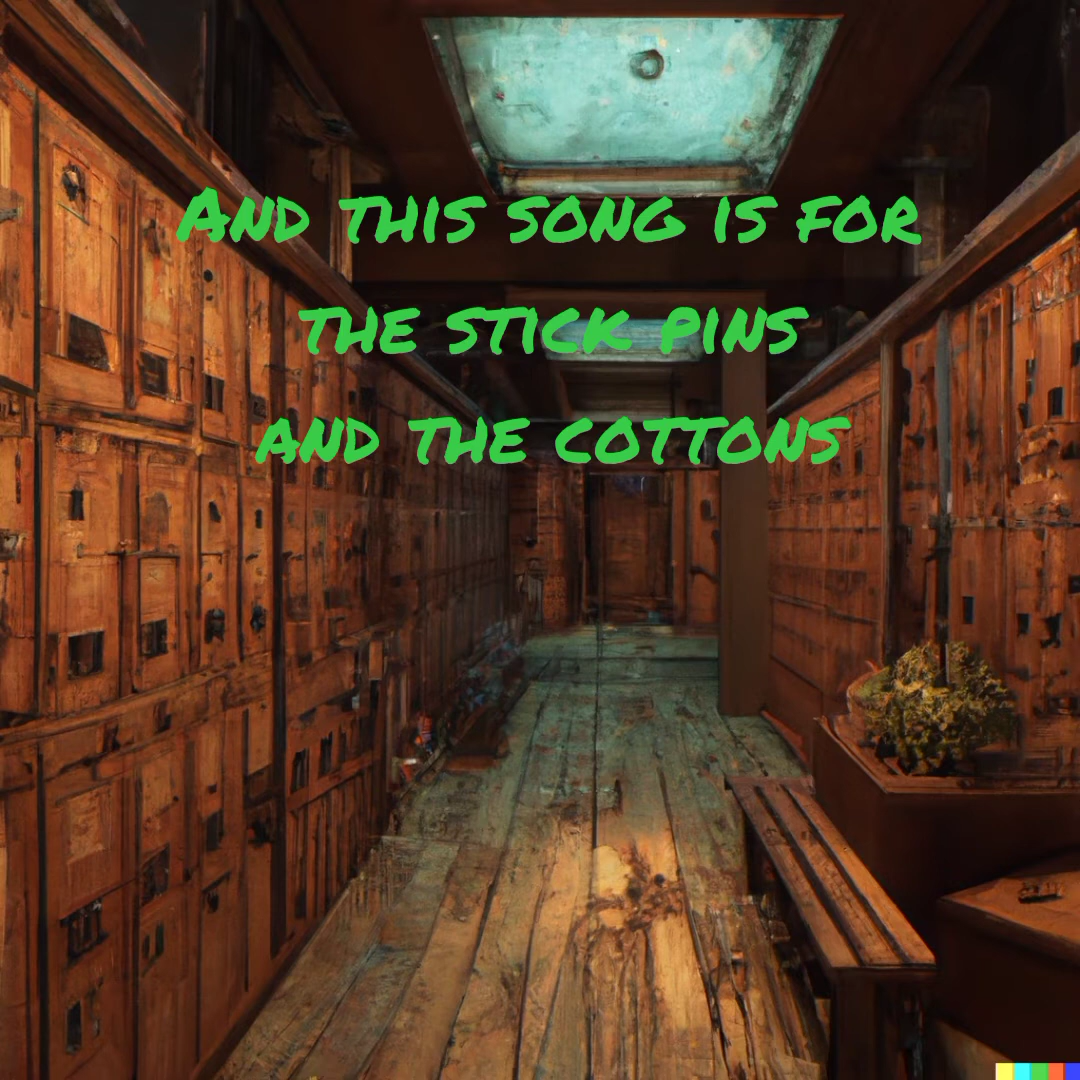 And this song is for
the stick pins
and the cottons